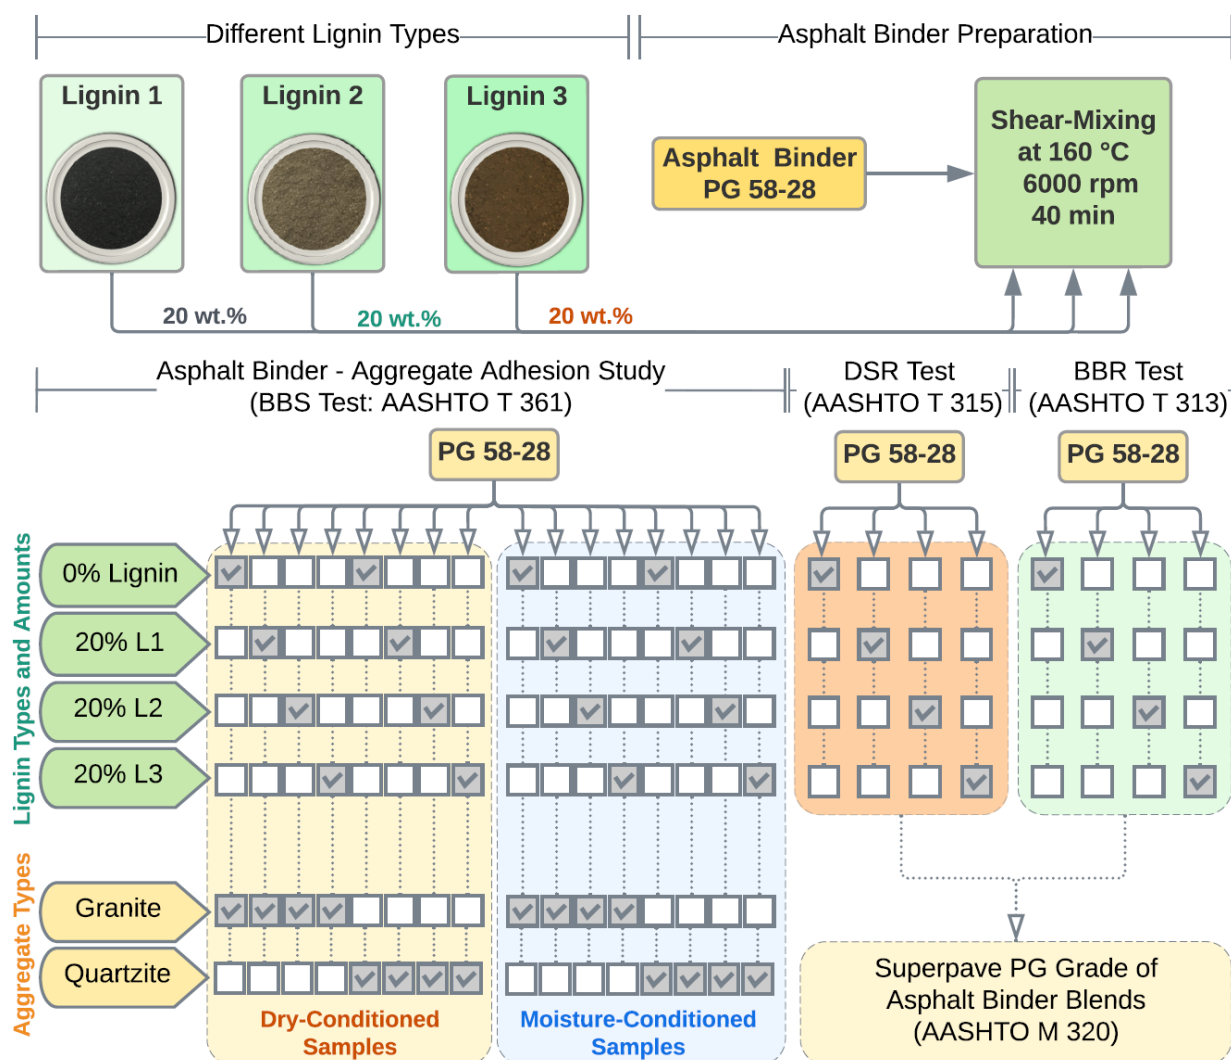 Different Lignin Types
Asphalt Binder Preparation
Lignin 1
Lignin 2
Lignin 3
Asphalt Binder
PG 58-28
Shear-Mixing
at 160 °C
6000 rpm
40 min
20 wt.%
20 wt.%
20 wt.%
Asphalt Binder - Aggregate Adhesion Study
(BBS Test: AASHTO T 361)
DSR Test
(AASHTO T 315)
BBR Test
(AASHTO T 313)
PG 58-28
PG 58-28
PG 58-28
Lignin Types and Amounts
0% Lignin
20% L1
20% L2
20% L3
Aggregate Types
Granite
Quartzite
Dry-Conditioned
Samples
Moisture-Conditioned
Samples
Superpave PG Grade of
Asphalt Binder Blends
(AASHTO M 320)